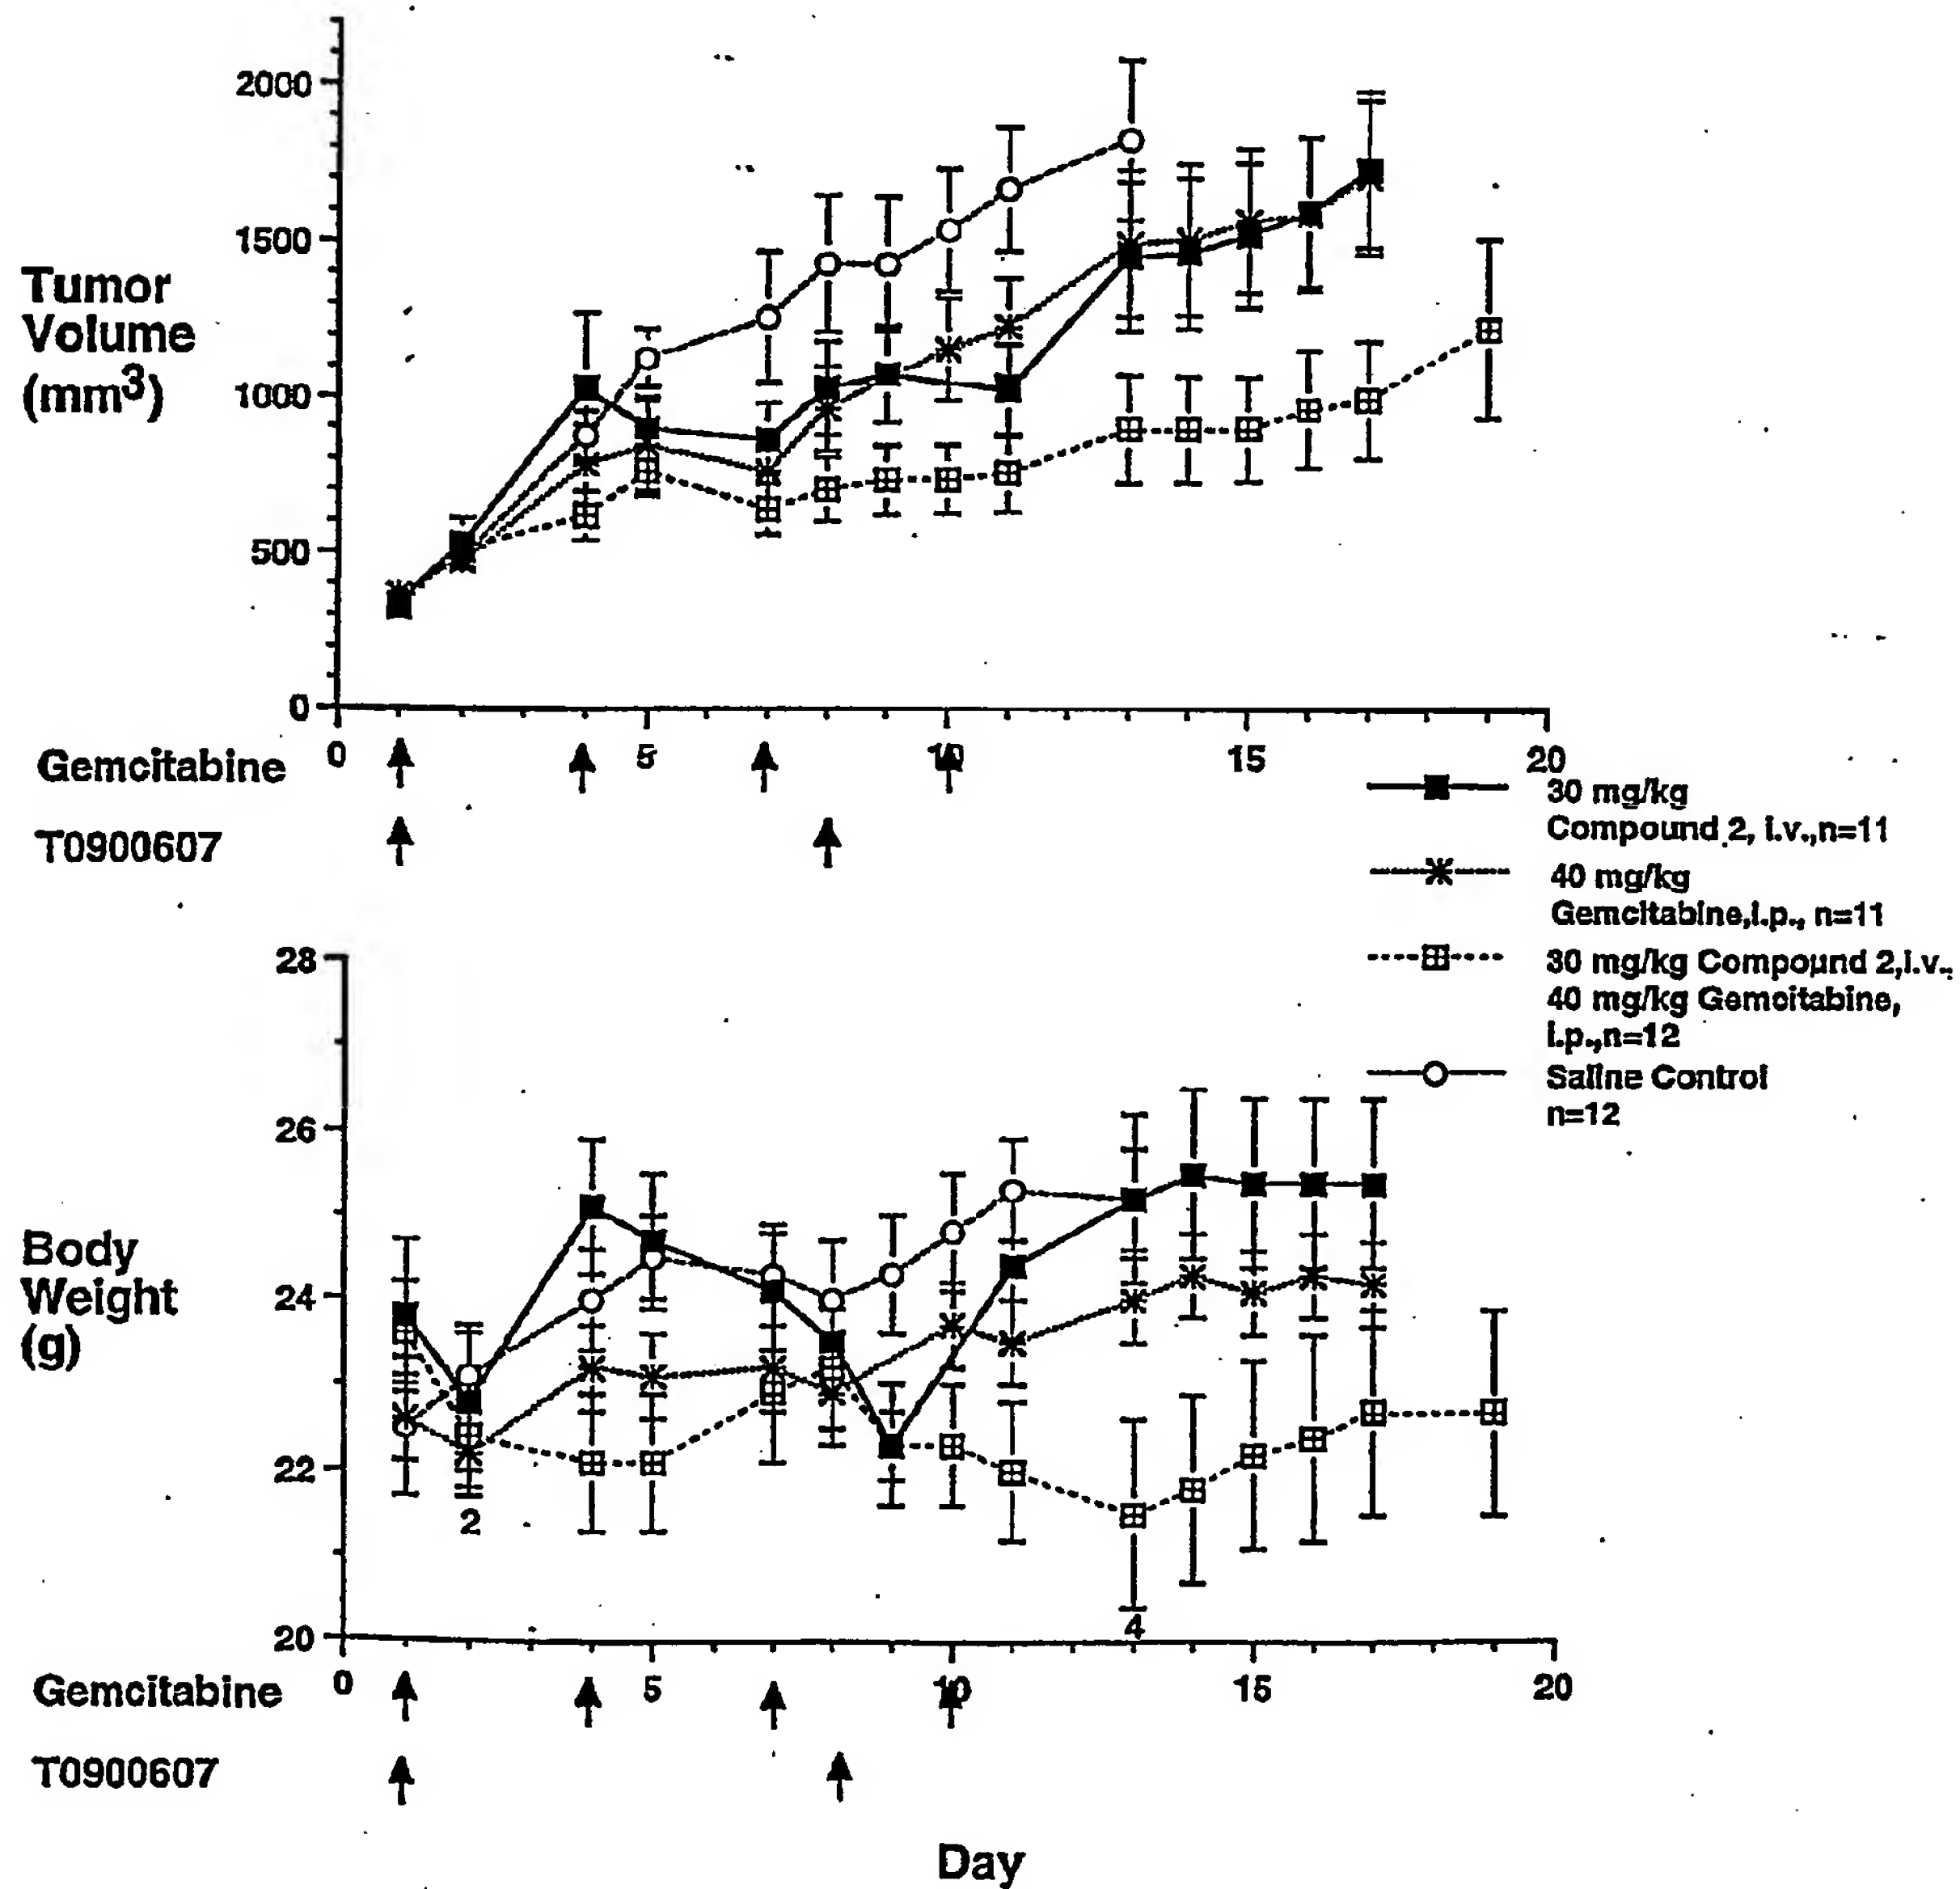 2000
1500
1000
500
0
Tumor
Volume
(mm3)
0
5
10
15
20
Gemcitabine
T0900607
30 mg/kg
Compound 2, i.v.,n=11
40 mg/kg
Gemcitabine,i.p., n=11
30 mg/kg Compound 2,i.v.,
40 mg/kg Gemcitabine,
i.p.,n=12
Saline Control
n=12
28
26
24
22
20
Body
Weight
(g)
2
4
0
5
10
15
20
Gemcitabine
T0900607
Day